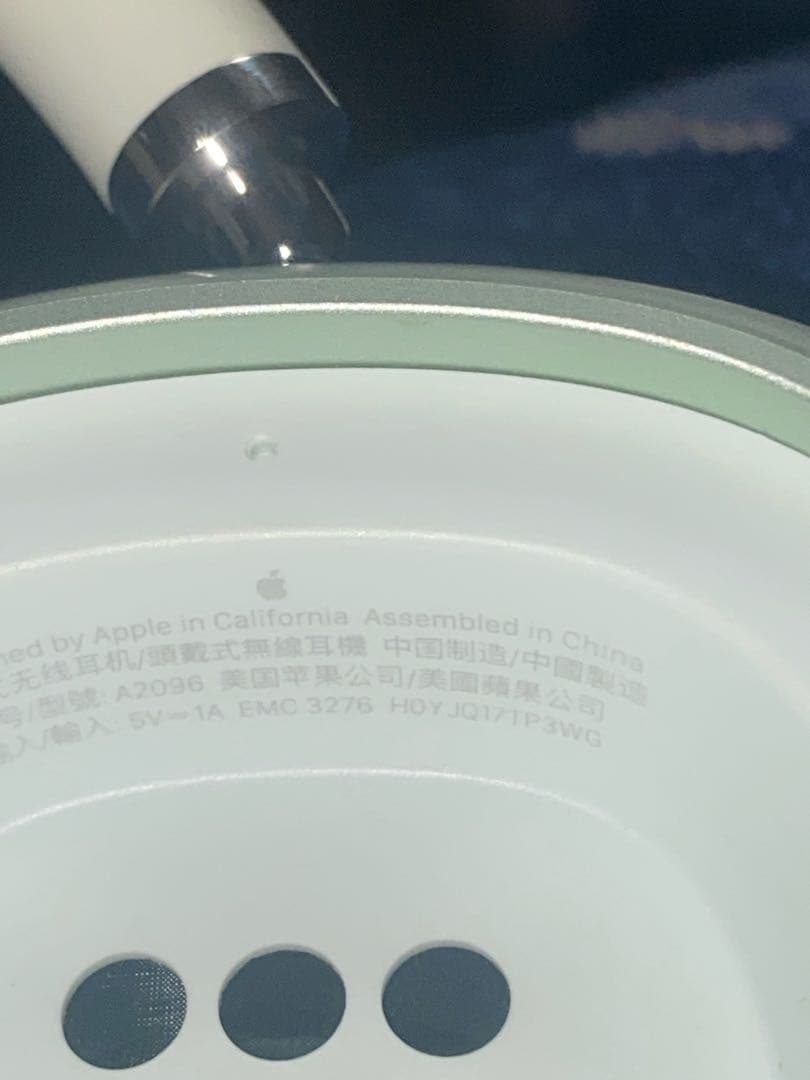 ned by Apple in California Assembled in China
式无线耳机/頭戴式無線耳機 中国制造/中國製造
号/型號: A2096 美国苹果公司/美國蘋果公司
输入/輸入: 5V⎓1A EMC 3276 H0YJQ17TP3WG